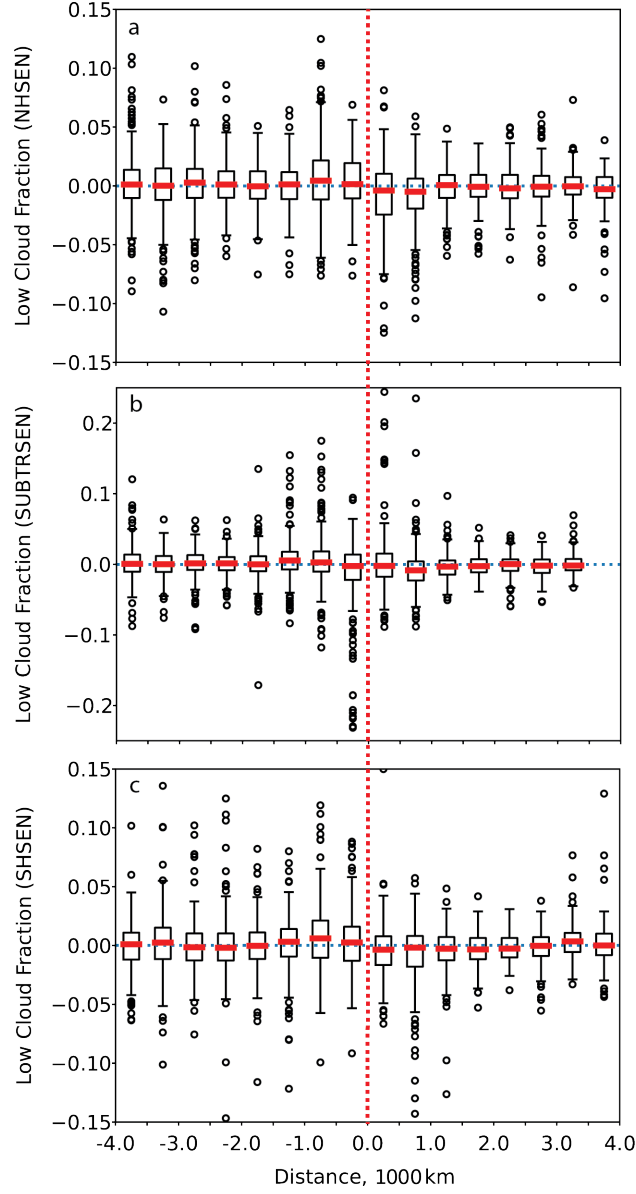 a
0.15
0.10
0.05
0.00
−0.05
−0.10
−0.15
Low Cloud Fraction (NHSEN)
b
0.2
0.1
0.0
−0.1
−0.2
Low Cloud Fraction (SUBTRSEN)
c
0.15
0.10
0.05
0.00
−0.05
−0.10
−0.15
Low Cloud Fraction (SHSEN)
-4.0 -3.0 -2.0 -1.0 0.0 1.0 2.0 3.0 4.0
Distance, 1000km